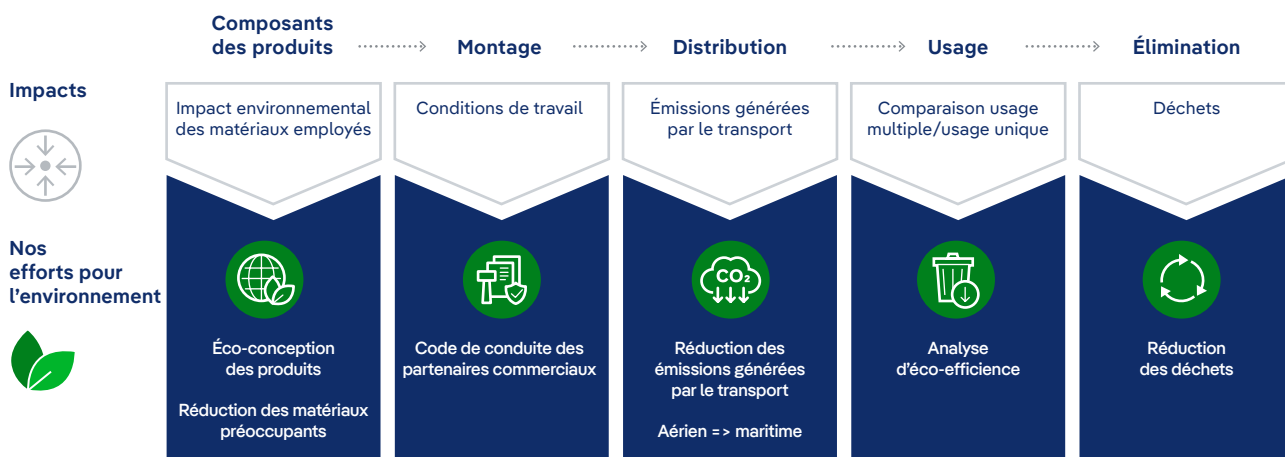 Composants
des produits
Montage
Distribution
Usage
Élimination
Impacts
Impact environnemental
des matériaux employés
Conditions de travail
Émissions générées
par le transport
Comparaison usage
multiple/usage unique
Déchets
Nos
efforts pour
l'environnement
CO₂
Éco-conception
des produits
Réduction des matériaux
préoccupants
Code de conduite des
partenaires commerciaux
Réduction des
émissions générées
par le transport
Aérien => maritime
Analyse
d'éco-efficience
Réduction
des déchets